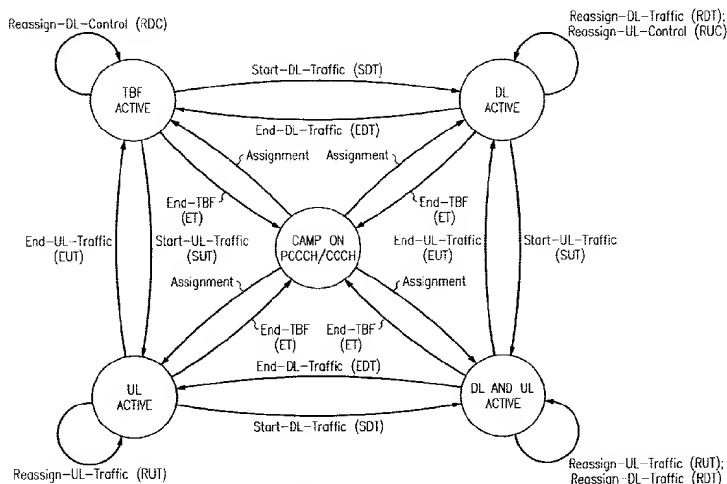 Reassign-DL-Control (RDC)
Reassign-DL-Traffic (RDT);
Reassign-UL-Control (RUC)
TBF
ACTIVE
Start-DL-Traffic (SDT)
DL
ACTIVE
End-DL-Traffic (EDT)
Assignment
Assignment
End-TBF
(ET)
End-TBF
(ET)
End-UL-Traffic
(EUT)
Start-UL-Traffic
(SUT)
CAMP ON
PCCCH/CCCH
End-UL-Traffic
(EUT)
Start-UL-Traffic
(SUT)
Assignment
Assignment
End-TBF
(ET)
End-TBF
(ET)
End-DL-Traffic (EDT)
UL
ACTIVE
DL AND UL
ACTIVE
Start-DL-Traffic (SDT)
Reassign-UL-Traffic (RUT)
Reassign-UL-Traffic (RUT);
Reassign-DL-Traffic (RDT)